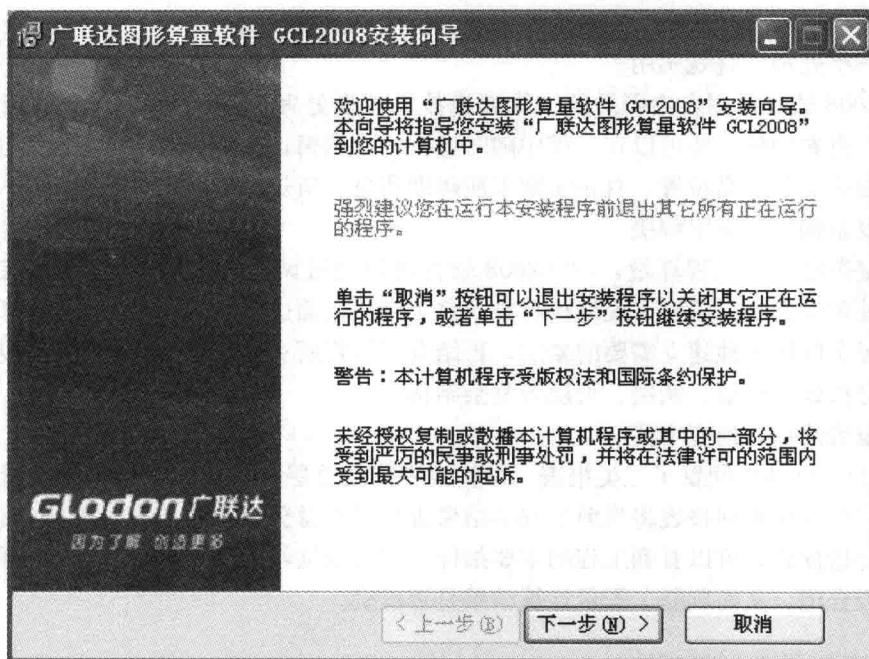 广联达图形算量软件 GCL2008安装向导
欢迎使用“广联达图形算量软件 GCL2008”安装向导。
本向导将指导您安装“广联达图形算量软件 GCL2008”
到您的计算机中。
强烈建议您在运行本安装程序前退出其它所有正在运行
的程序。
单击“取消”按钮可以退出安装程序以关闭其它正在运
行的程序,或者单击“下一步”按钮继续安装程序。
警告:本计算机程序受版权法和国际条约保护。
未经授权复制或散播本计算机程序或其中的一部分,将
受到严厉的民事或刑事处罚,并将在法律许可的范围内
受到最大可能的起诉。
GLodon广联达
因为了解 创造更多
< 上一步(B) 下一步(N) > 取消